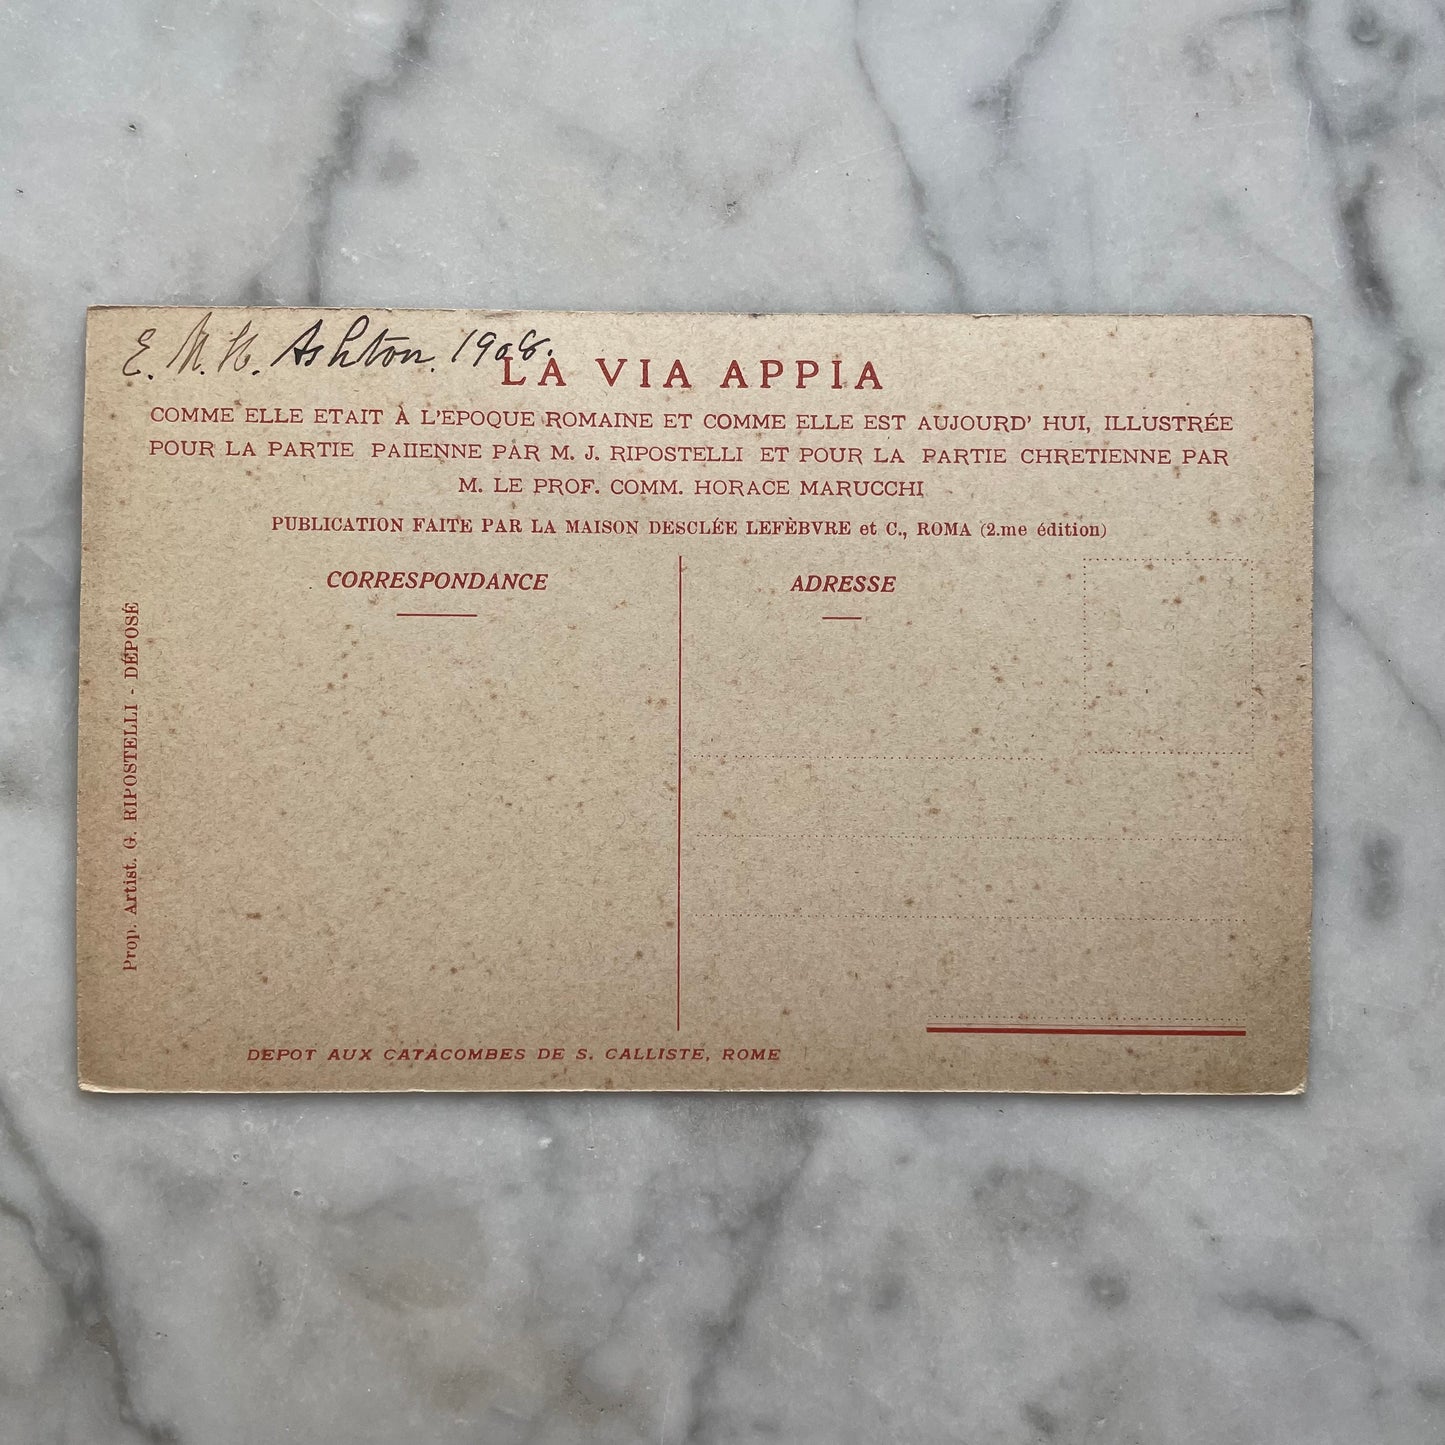 E. M. H. Ashton. 1908.
LA VIA APPIA
COMME ELLE ETAIT À L'EPOQUE ROMAINE ET COMME ELLE EST AUJOURD' HUI, ILLUSTRÉE
POUR LA PARTIE PAIIENNE PAR M. J. RIPOSTELLI ET POUR LA PARTIE CHRETIENNE PAR
M. LE PROF. COMM. HORACE MARUCCHI
PUBLICATION FAITE PAR LA MAISON DESCLÉE LEFÈBVRE et C., ROMA (2.me édition)
CORRESPONDANCE
ADRESSE
Prop. Artist. G. RIPOSTELLI - DÉPOSÉ
DEPOT AUX CATACOMBES DE S. CALLISTE, ROME